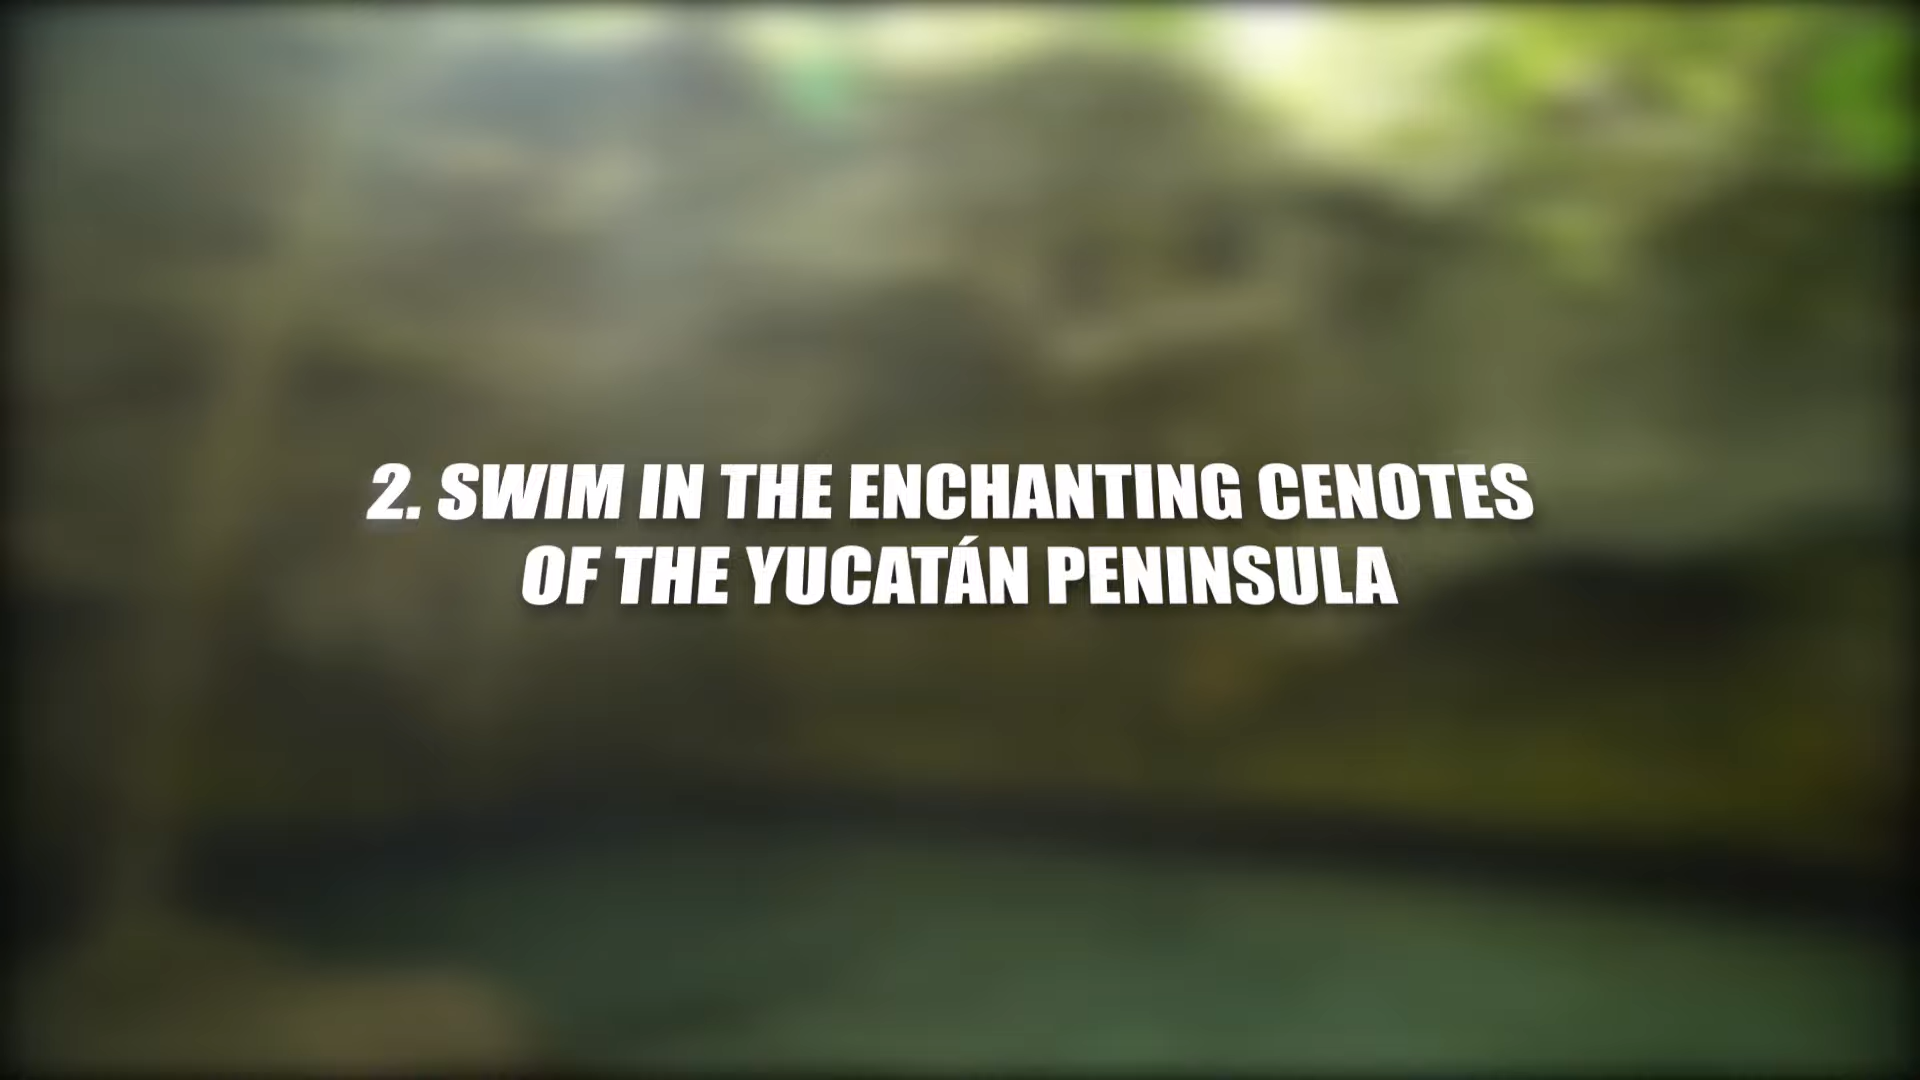 2. SWIM IN THE ENCHANTING CENOTES
OF THE YUCATÁN PENINSULA